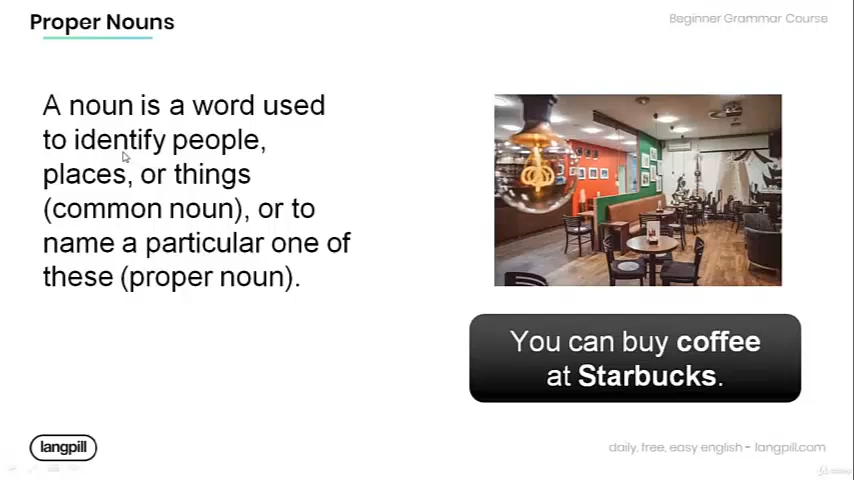 Proper Nouns
Beginner Grammar Course
A noun is a word used
to identify people,
places, or things
(common noun), or to
name a particular one of
these (proper noun).
You can buy coffee
at Starbucks.
langpill
daily, free, easy english - langpill.com